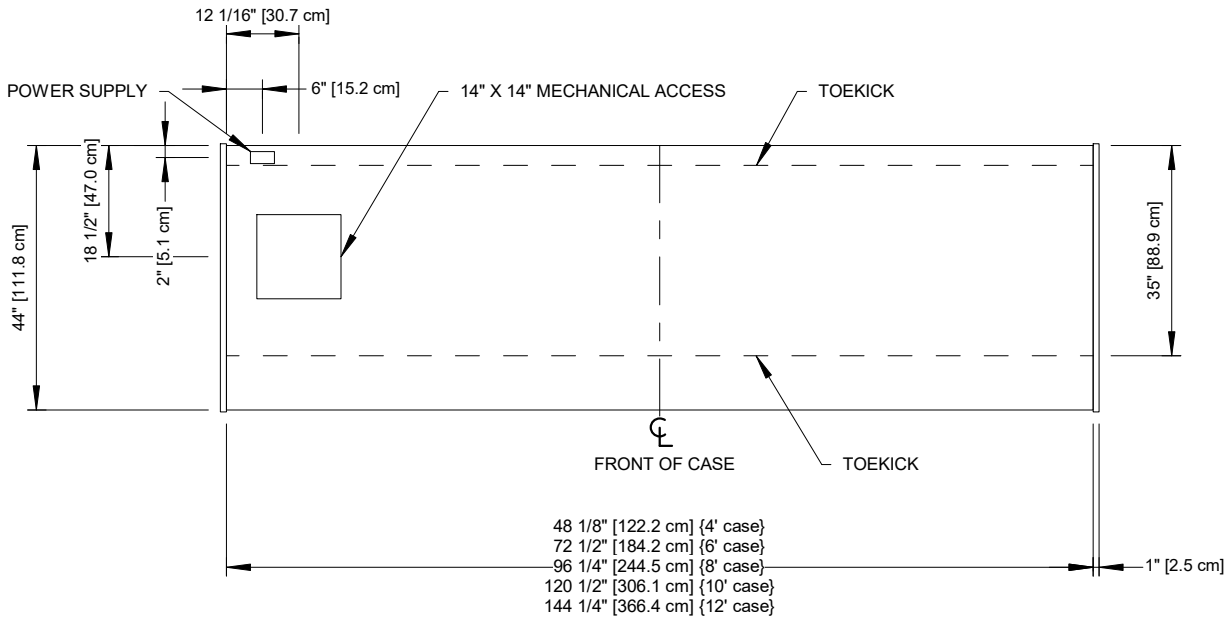 12 1/16" [30.7 cm]
POWER SUPPLY
6" [15.2 cm]
14" X 14" MECHANICAL ACCESS
TOEKICK
44" [111.8 cm]
18 1/2" [47.0 cm]
2" [5.1 cm]
35" [88.9 cm]
CL
FRONT OF CASE
TOEKICK
48 1/8" [122.2 cm] {4' case}
72 1/2" [184.2 cm] {6' case}
96 1/4" [244.5 cm] {8' case}
120 1/2" [306.1 cm] {10' case}
144 1/4" [366.4 cm] {12' case}
1" [2.5 cm]